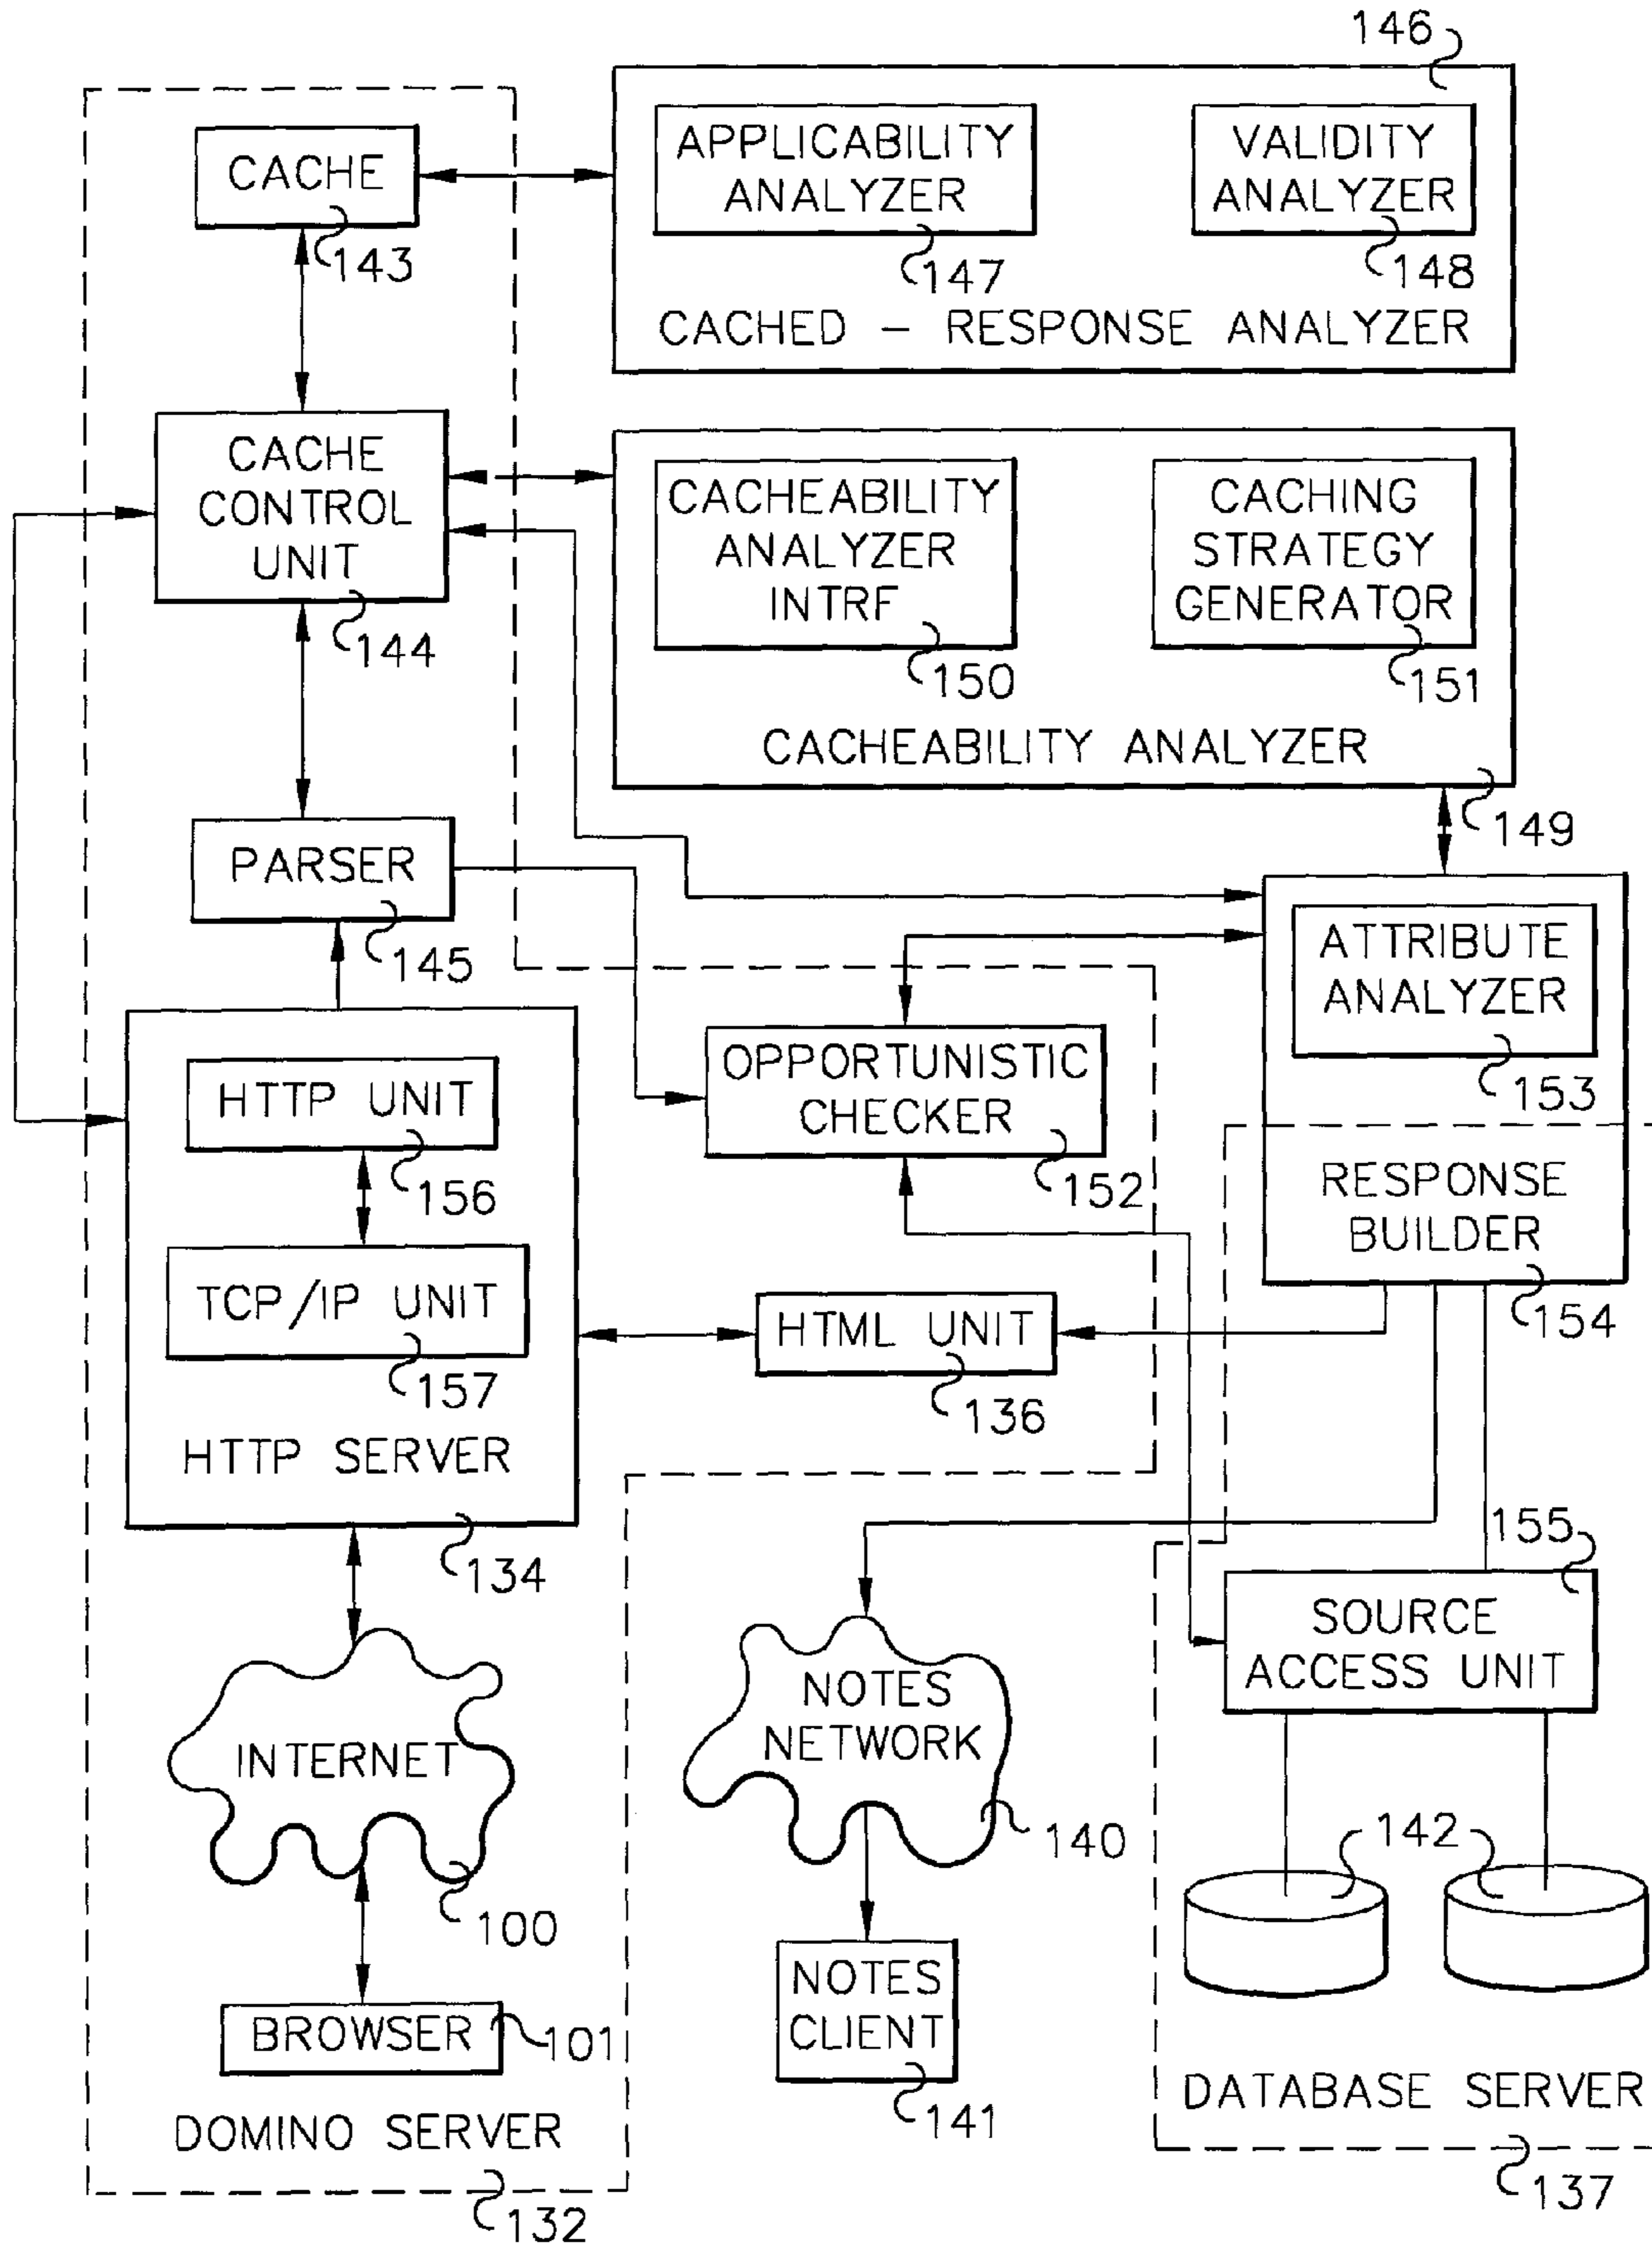 146
CACHE
143
APPLICABILITY
ANALYZER
147
VALIDITY
ANALYZER
148
CACHED – RESPONSE ANALYZER
CACHE
CONTROL
UNIT
144
CACHEABILITY
ANALYZER
INTRF
150
CACHING
STRATEGY
GENERATOR
151
CACHEABILITY ANALYZER
149
PARSER
145
ATTRIBUTE
ANALYZER
153
RESPONSE
BUILDER
154
OPPORTUNISTIC
CHECKER
152
HTTP UNIT
156
TCP/IP UNIT
157
HTTP SERVER
134
HTML UNIT
136
155
SOURCE
ACCESS UNIT
INTERNET
100
NOTES
NETWORK
140
142
BROWSER
101
NOTES
CLIENT
141
DOMINO SERVER
132
DATABASE SERVER
137